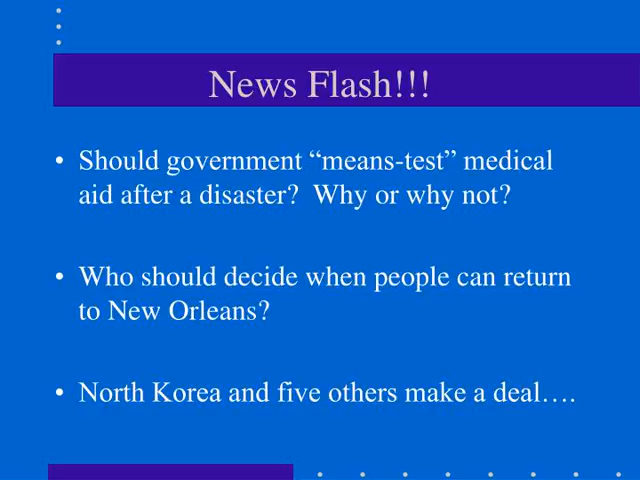 News Flash!!!
• Should government “means-test” medical
aid after a disaster?  Why or why not?
• Who should decide when people can return
to New Orleans?
• North Korea and five others make a deal….